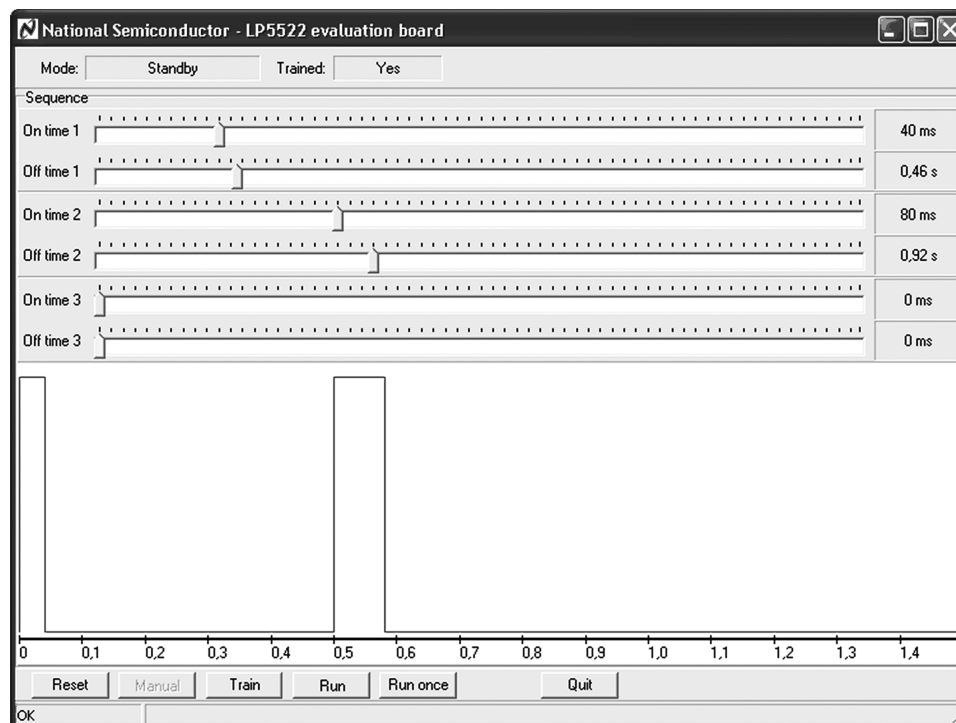 National Semiconductor - LP5522 evaluation board
Mode: Standby Trained: Yes
Sequence
On time 1 40 ms
Off time 1 0,46 s
On time 2 80 ms
Off time 2 0,92 s
On time 3 0 ms
Off time 3 0 ms
0 0,1 0,2 0,3 0,4 0,5 0,6 0,7 0,8 0,9 1,0 1,1 1,2 1,3 1,4
Reset Manual Train Run Run once Quit
OK